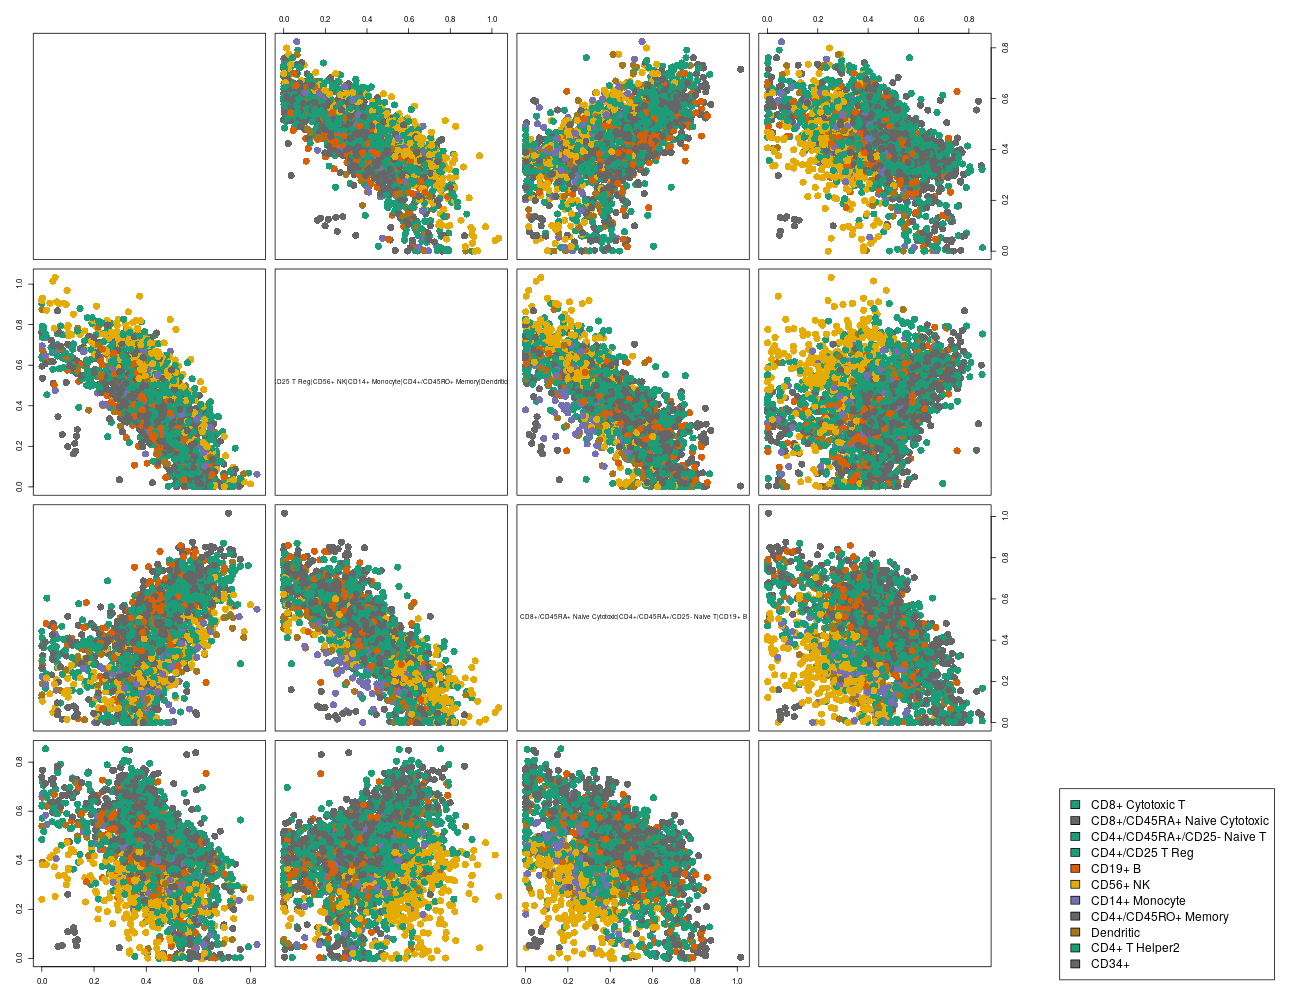 0.0 0.2 0.4 0.6 0.8 1.0
0.0 0.2 0.4 0.6 0.8
0.0 0.2 0.4 0.6 0.8
0.0 0.2 0.4 0.6 0.8 1.0
D25 T Reg|CD56+ NK|CD14+ Monocyte|CD4+/CD45RO+ Memory|Dendritic
CD8+/CD45RA+ Naive Cytotoxic|CD4+/CD45RA+/CD25- Naive T|CD19+ B
0.0 0.2 0.4 0.6 0.8 1.0
0.0 0.2 0.4 0.6 0.8
0.0 0.2 0.4 0.6 0.8
0.0 0.2 0.4 0.6 0.8 1.0
CD8+ Cytotoxic T
CD8+/CD45RA+ Naive Cytotoxic
CD4+/CD45RA+/CD25- Naive T
CD4+/CD25 T Reg
CD19+ B
CD56+ NK
CD14+ Monocyte
CD4+/CD45RO+ Memory
Dendritic
CD4+ T Helper2
CD34+